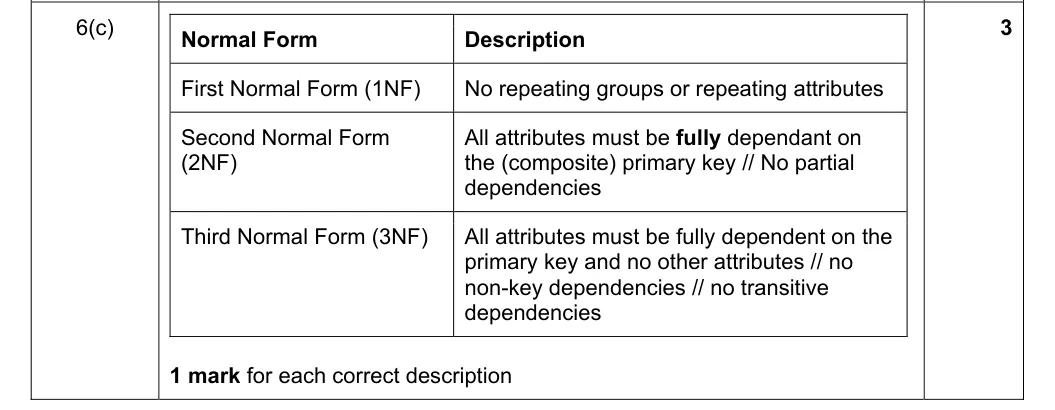 6(c)
3
Normal Form
Description
First Normal Form (1NF)
No repeating groups or repeating attributes
Second Normal Form
(2NF)
All attributes must be fully dependant on
the (composite) primary key // No partial
dependencies
Third Normal Form (3NF)
All attributes must be fully dependent on the
primary key and no other attributes // no
non-key dependencies // no transitive
dependencies
1 mark for each correct description